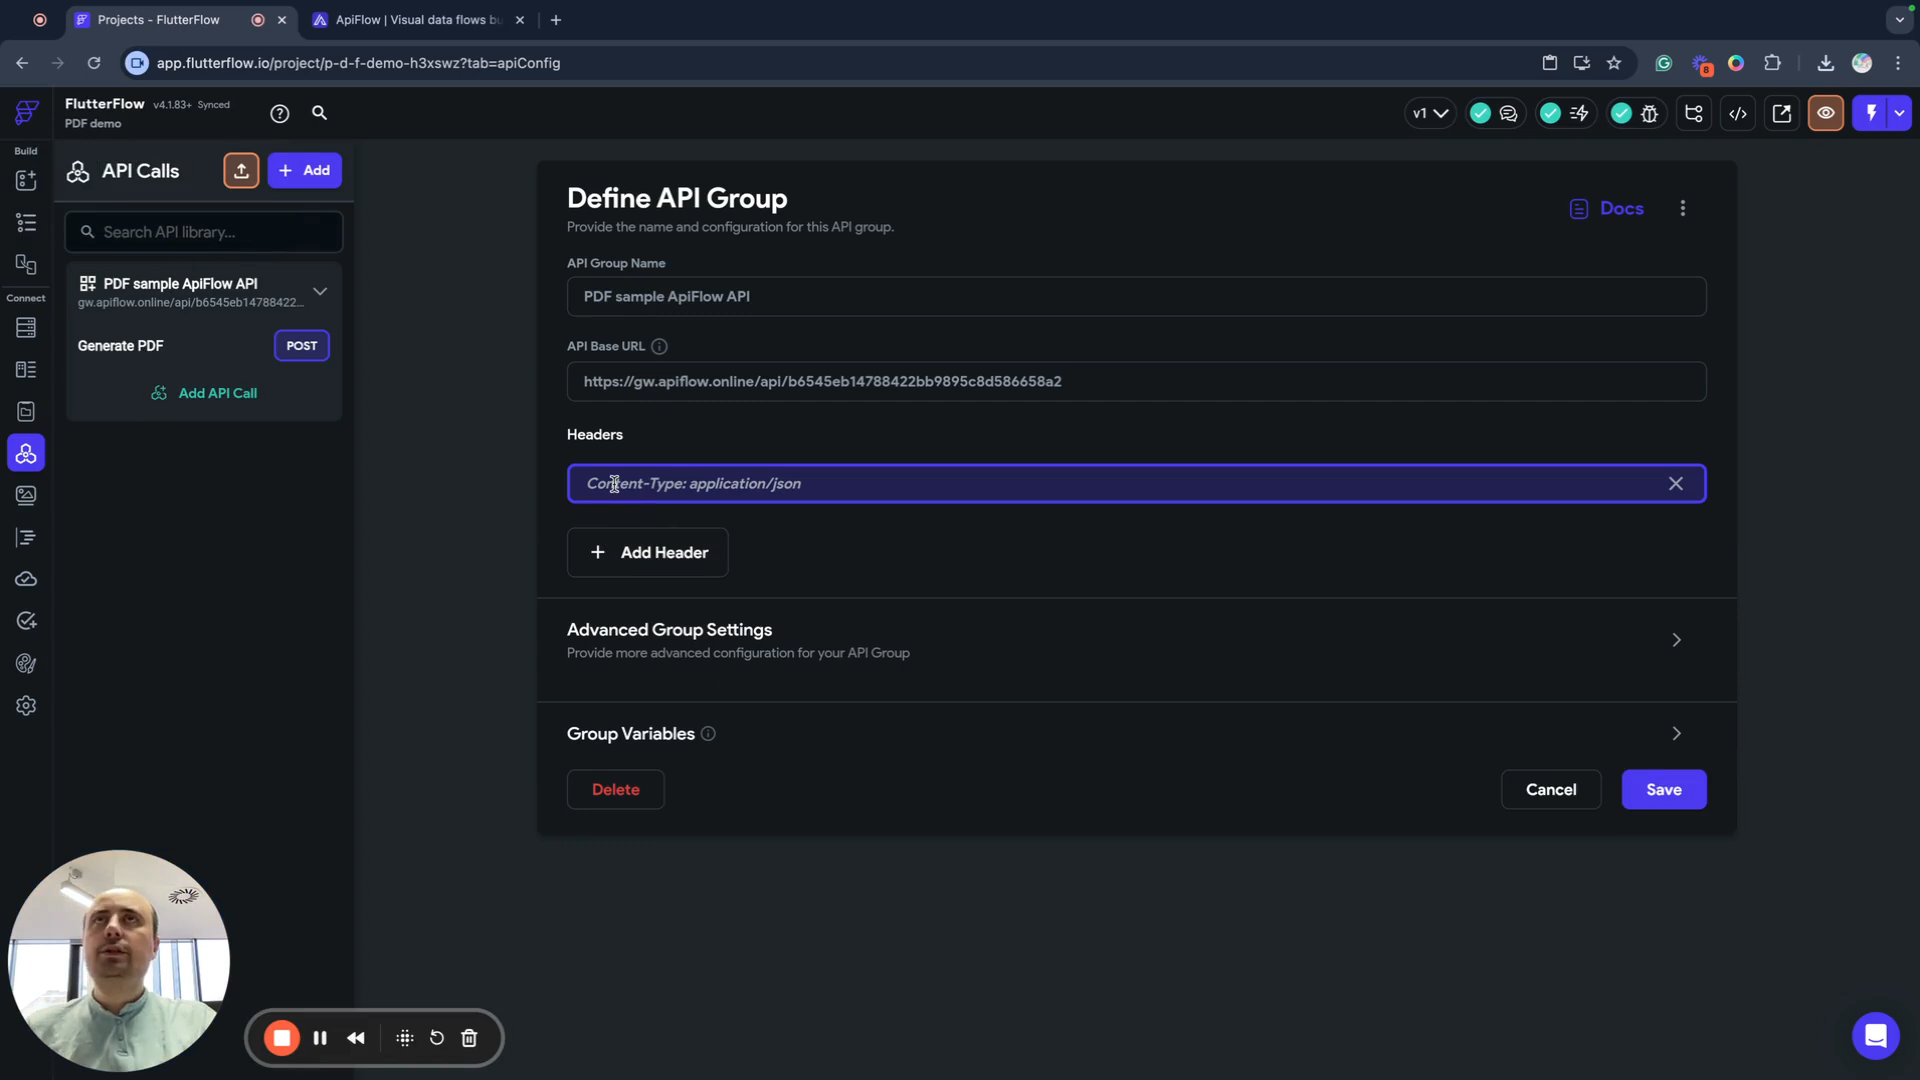 Projects - FlutterFlow
ApiFlow | Visual data flows bu
app.flutterflow.io/project/p-d-f-demo-h3xswz?tab=apiConfig
8
FlutterFlow v4.1.83+ Synced
PDF demo
v1
Build
API Calls
+ Add
Search API library...
PDF sample ApiFlow API
gw.apiflow.online/api/b6545eb14788422...
Connect
Generate PDF POST
Add API Call
Define API Group
Docs
Provide the name and configuration for this API group.
API Group Name
PDF sample ApiFlow API
API Base URL
https://gw.apiflow.online/api/b6545eb14788422bb9895c8d586658a2
Headers
Content-Type: application/json
+ Add Header
Advanced Group Settings
Provide more advanced configuration for your API Group
Group Variables
Delete
Cancel
Save